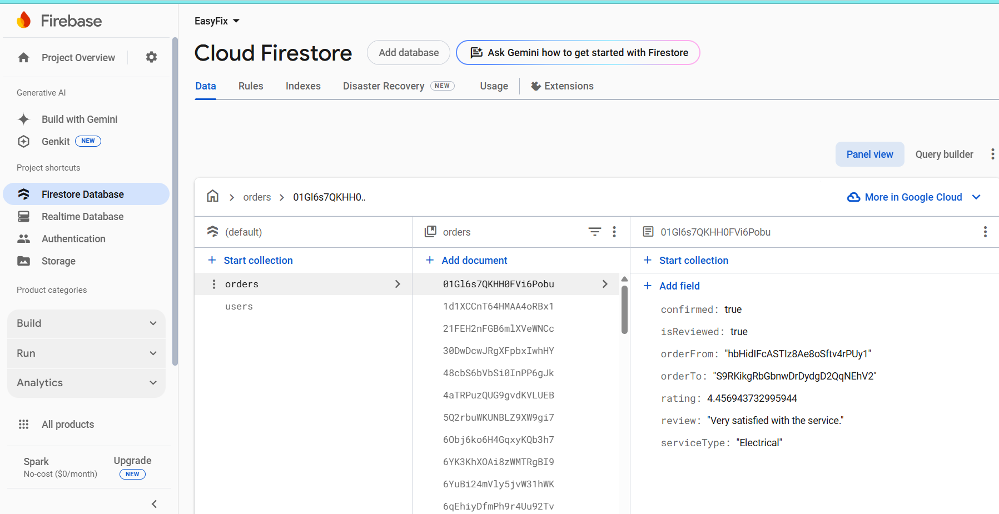 Firebase
Project Overview
Generative AI
Build with Gemini
Genkit NEW
Project shortcuts
Firestore Database
Realtime Database
Authentication
Storage
Product categories
Build
Run
Analytics
All products
Spark
No-cost ($0/month)
Upgrade
NEW
EasyFix
Cloud Firestore
Add database
Ask Gemini how to get started with Firestore
Data Rules Indexes Disaster Recovery NEW Usage Extensions
Panel view Query builder
orders 01Gl6s7QKHH0..
More in Google Cloud
(default)
+ Start collection
orders
users
orders
+ Add document
01Gl6s7QKHH0FVi6Pobu
1d1XCCnT64HMAA4oRBx1
21FEH2nFGB6mlXVeWNCc
30DwDcwJRgXFpbxIwhHY
48cbS6bVbSi0InPP6gJk
4aTRPuzQUG9gvdKVLUEB
5Q2rbuWKUNBLZ9XW9gi7
6Obj6ko6H4GqxyKQb3h7
6YK3KhXOAi8zWMTRgBI9
6YuBi24mVly5jvW31hWK
6qEhiyDfmPh9r4Uu92Tv
01Gl6s7QKHH0FVi6Pobu
+ Start collection
+ Add field
confirmed: true
isReviewed: true
orderFrom: "hbHidIFcASTIz8Ae8oSftv4rPUy1"
orderTo: "S9RKikgRbGbnwDrDydgD2QqNEhV2"
rating: 4.456943732995944
review: "Very satisfied with the service."
serviceType: "Electrical"